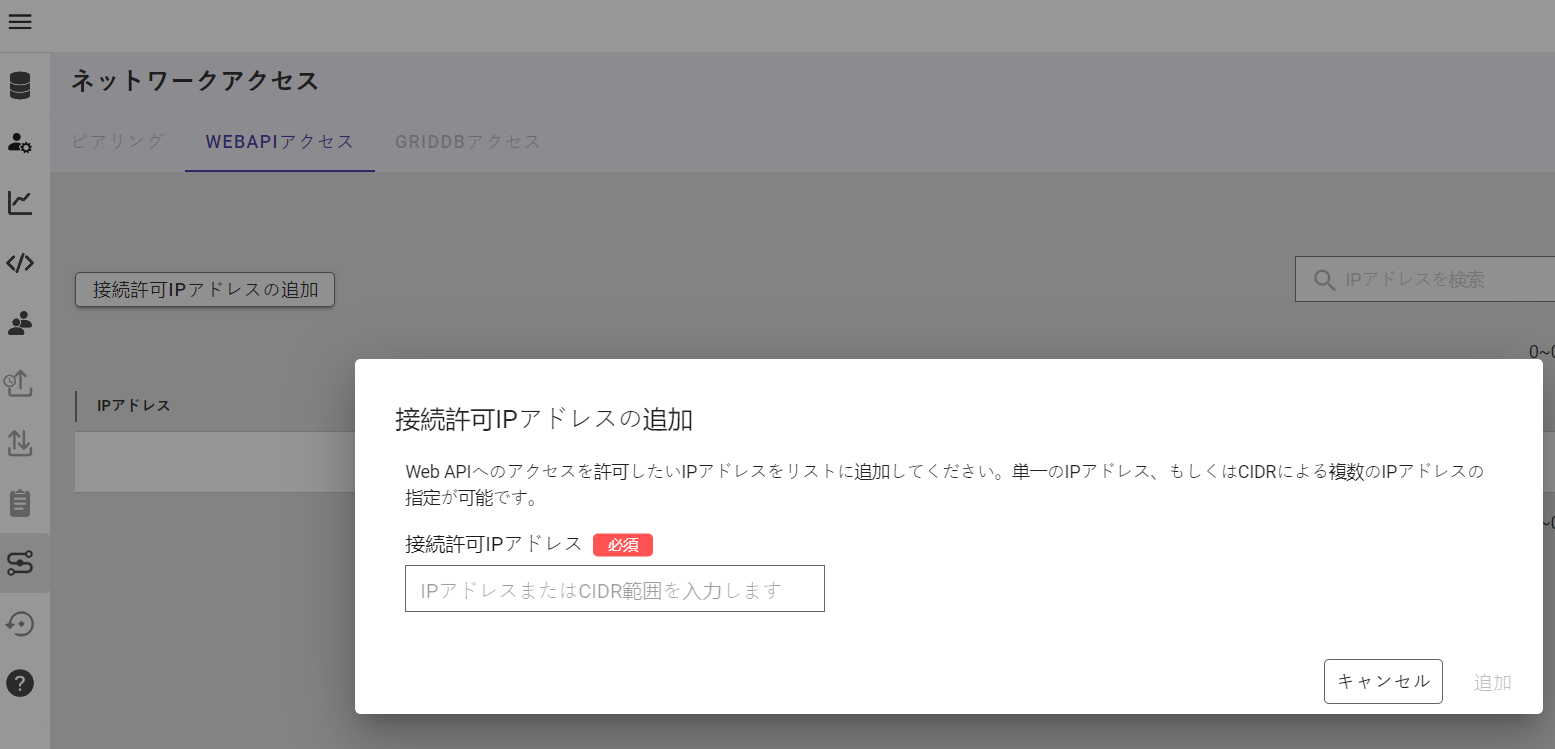 ネットワークアクセス
ピアリング WEBAPIアクセス GRIDDBアクセス
接続許可IPアドレスの追加
IPアドレスを検索
IPアドレス
接続許可IPアドレスの追加
Web APIへのアクセスを許可したいIPアドレスをリストに追加してください。単一のIPアドレス、もしくはCIDRによる複数のIPアドレスの
指定が可能です。
接続許可IPアドレス 必須
IPアドレスまたはCIDR範囲を入力します
キャンセル 追加